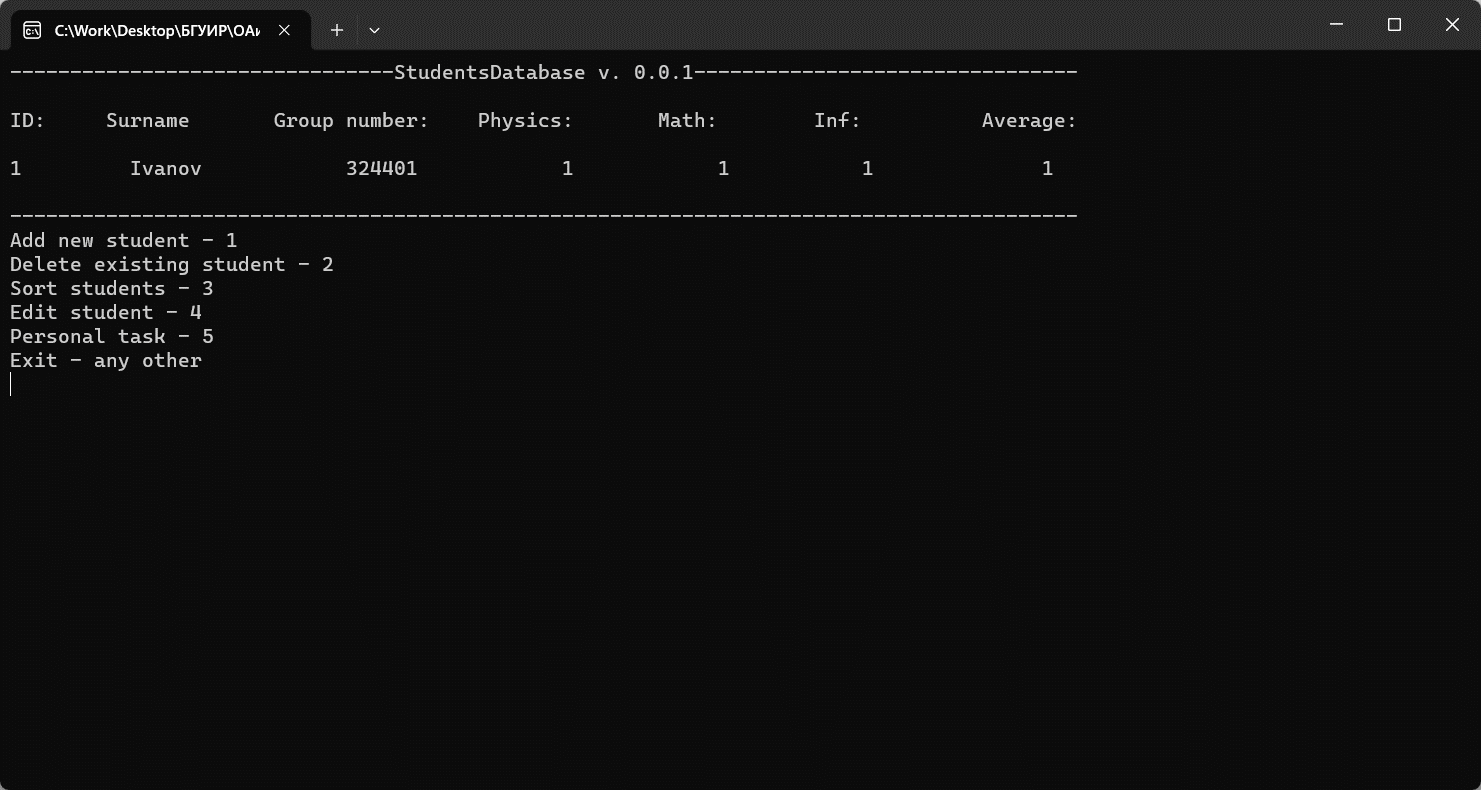 C:\Work\Desktop\БГУИР\ОАи
--------------------------------StudentsDatabase v. 0.0.1--------------------------------
ID: Surname Group number: Physics: Math: Inf: Average:
1 Ivanov 324401 1 1 1 1
-----------------------------------------------------------------------------------------
Add new student - 1
Delete existing student - 2
Sort students - 3
Edit student - 4
Personal task - 5
Exit - any other